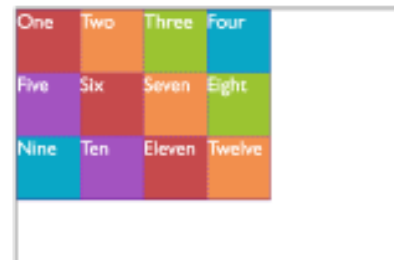 One Two Three Four
Five Six Seven Eight
Nine Ten Eleven Twelve